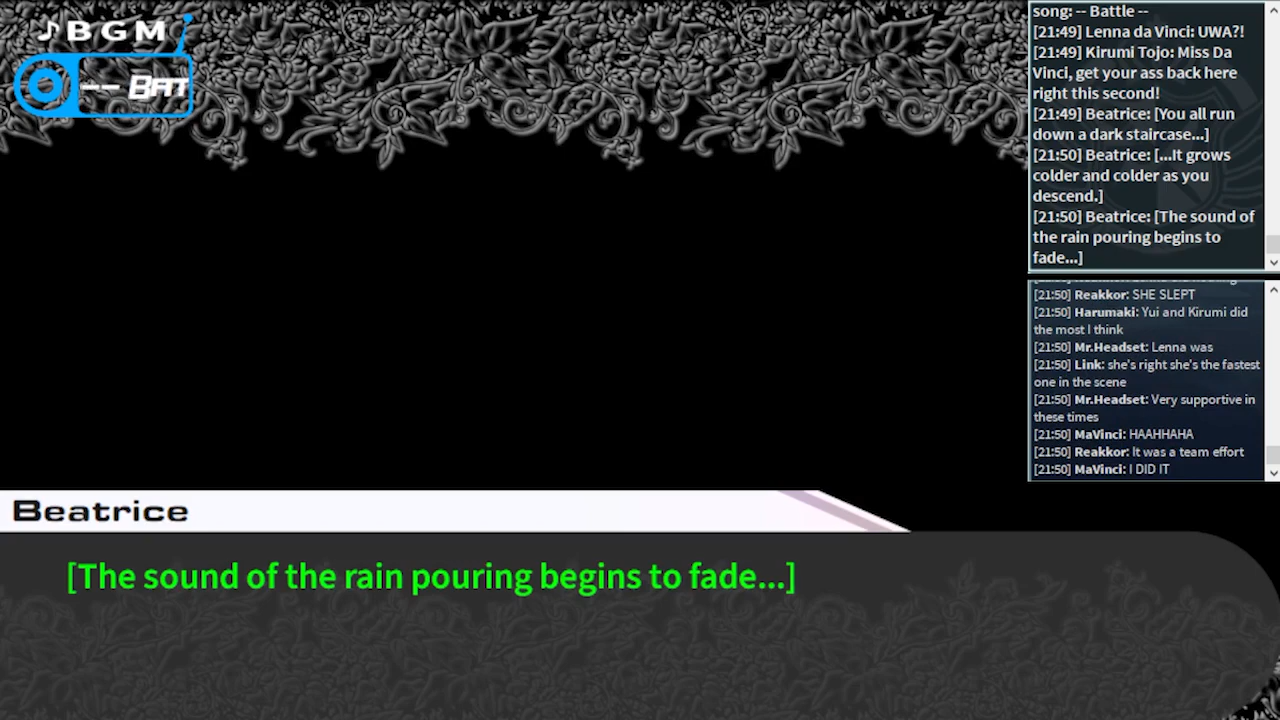 ♪BGM
-- BAT
song: -- Battle --
[21:49] Lenna da Vinci: UWA?!
[21:49] Kirumi Tojo: Miss Da
Vinci, get your ass back here
right this second!
[21:49] Beatrice: [You all run
down a dark staircase...]
[21:50] Beatrice: [...It grows
colder and colder as you
descend.]
[21:50] Beatrice: [The sound of
the rain pouring begins to
fade...]
[21:50] Reakkor: SHE SLEPT
[21:50] Harumaki: Yui and Kirumi did
the most I think
[21:50] Mr.Headset: Lenna was
[21:50] Link: she's right she's the fastest
one in the scene
[21:50] Mr.Headset: Very supportive in
these times
[21:50] MaVinci: HAAHHAHA
[21:50] Reakkor: It was a team effort
[21:50] MaVinci: I DID IT
Beatrice
[The sound of the rain pouring begins to fade...]